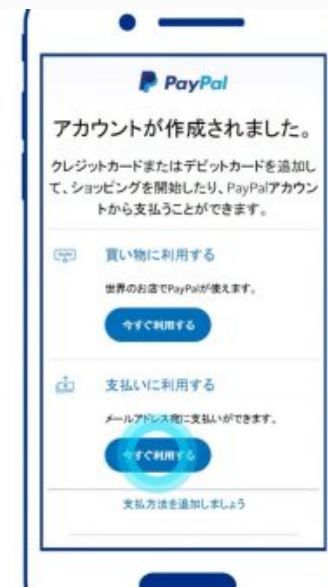 PayPal
アカウントが作成されました。
クレジットカードまたはデビットカードを追加し
て、ショッピングを開始したり、PayPalアカウン
トから支払うことができます。
買い物に利用する
世界のお店でPayPalが使えます。
今すぐ利用する
支払いに利用する
メールアドレス宛に支払いができます。
今すぐ利用する
支払方法を追加しましょう